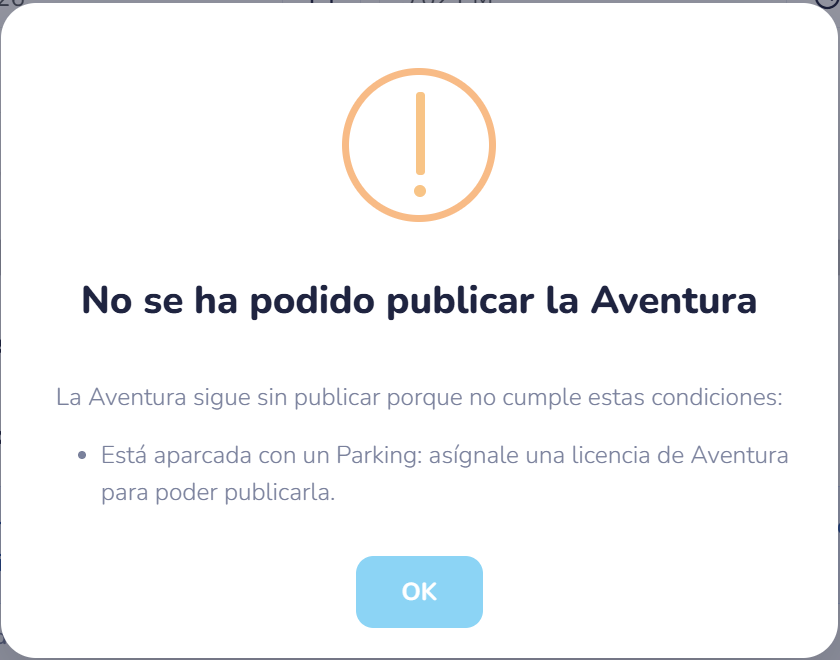 No se ha podido publicar la Aventura
La Aventura sigue sin publicar porque no cumple estas condiciones:
• Está aparcada con un Parking: asígnale una licencia de Aventura
para poder publicarla.
OK